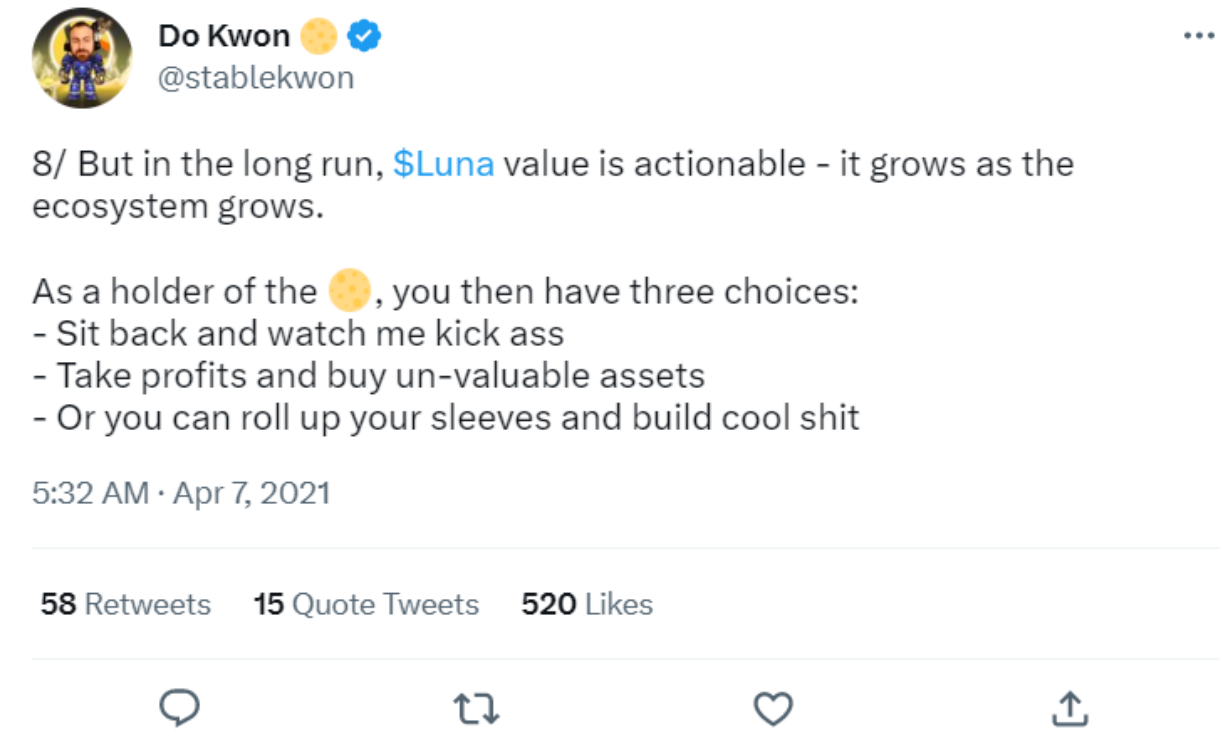 Do Kwon 🌕
@stablekwon
8/ But in the long run, $Luna value is actionable - it grows as the
ecosystem grows.
As a holder of the 🌕, you then have three choices:
- Sit back and watch me kick ass
- Take profits and buy un-valuable assets
- Or you can roll up your sleeves and build cool shit
5:32 AM · Apr 7, 2021
58 Retweets 15 Quote Tweets 520 Likes